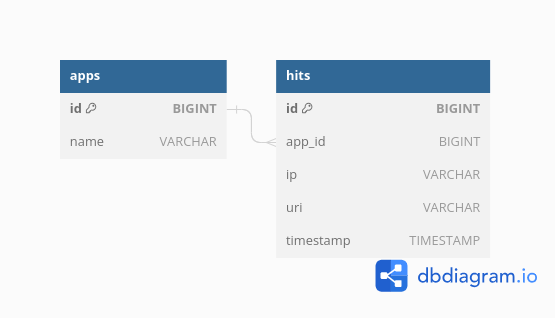 apps
id BIGINT
name VARCHAR
hits
id BIGINT
app_id BIGINT
ip VARCHAR
uri VARCHAR
timestamp TIMESTAMP
dbdiagram.io